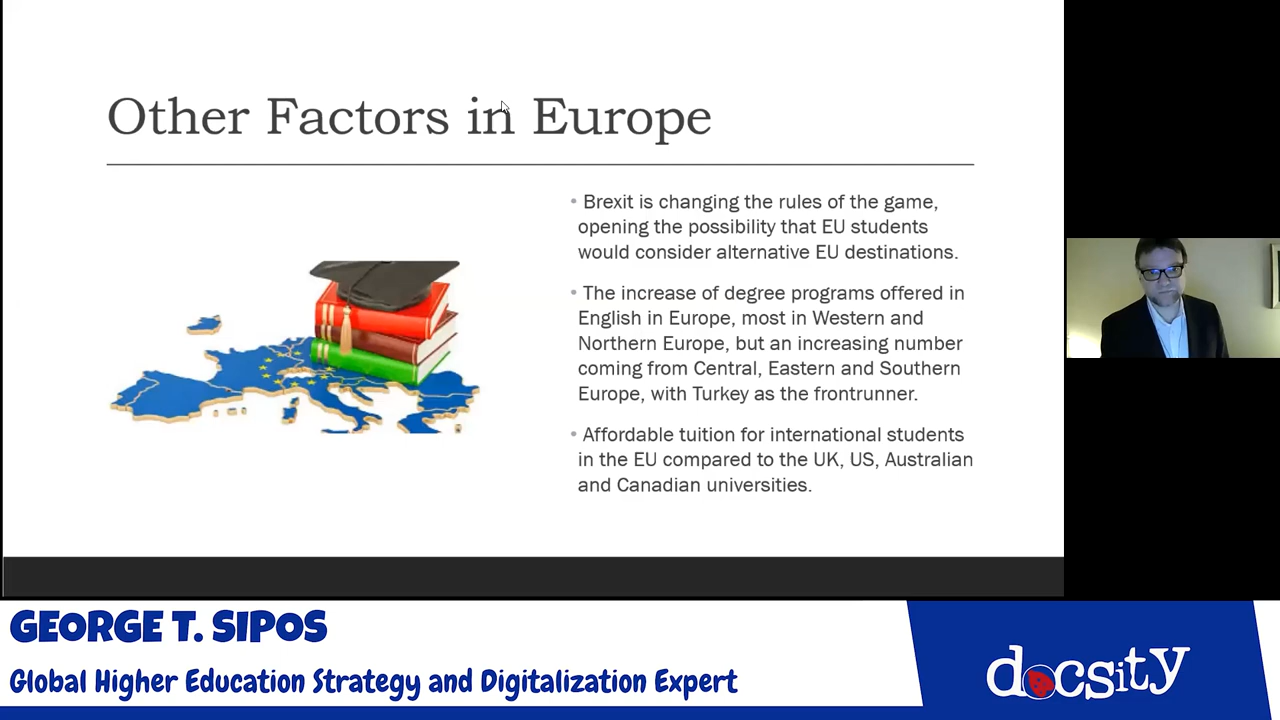 Other Factors in Europe
• Brexit is changing the rules of the game,
opening the possibility that EU students
would consider alternative EU destinations.
• The increase of degree programs offered in
English in Europe, most in Western and
Northern Europe, but an increasing number
coming from Central, Eastern and Southern
Europe, with Turkey as the frontrunner.
• Affordable tuition for international students
in the EU compared to the UK, US, Australian
and Canadian universities.
GEORGE T. SIPOS
Global Higher Education Strategy and Digitalization Expert
docsity